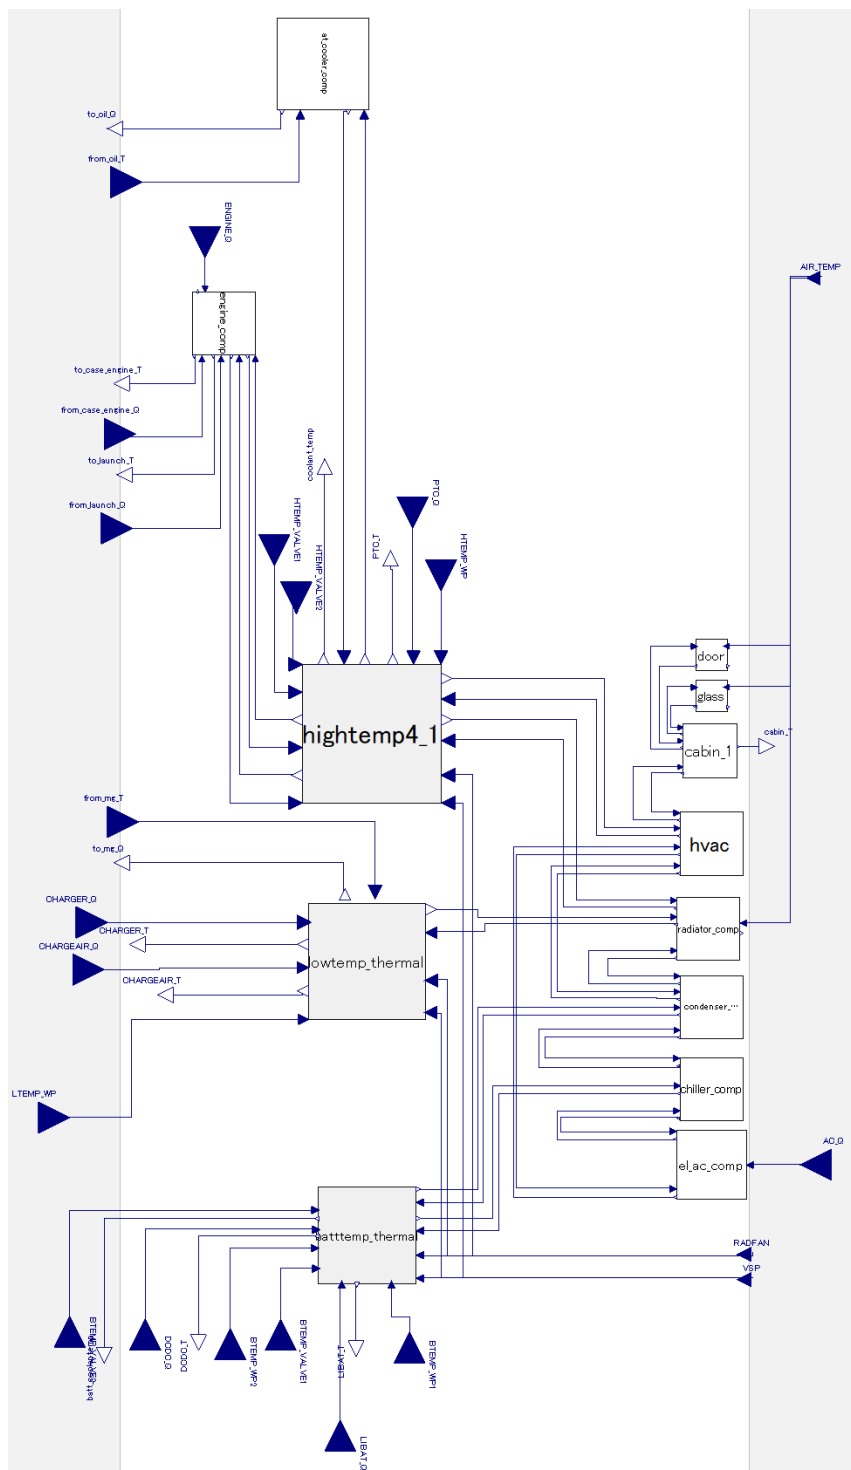 at_cooler_comp
to_oil_Q
from_oil_T
ENGINE_Q
AIR_TEMP
engine_comp
to_case_engine_T
from_case_engine_Q
to_launch_T
from_launch_Q
coolant_temp
PTO_Q
HTEMP_VALVE1
HTEMP_VALVE2
PTO_T
HTEMP_WP
door
glass
cabin_1
cabin_T
hightemp4_1
from_mg_T
to_mg_Q
hvac
CHARGER_Q
CHARGER_T
CHARGEAIR_Q
CHARGEAIR_T
lowtemp_thermal
radiator_comp
condenser_...
LTEMP_WP
chiller_comp
el_ac_comp
AC_Q
batttemp_thermal
RADFAN
VSP
DCDC_Q
DCDC_T
BTEMP_WP2
BTEMP_VALVE1
LIBAT_T
BTEMP_WP1
LIBAT_Q